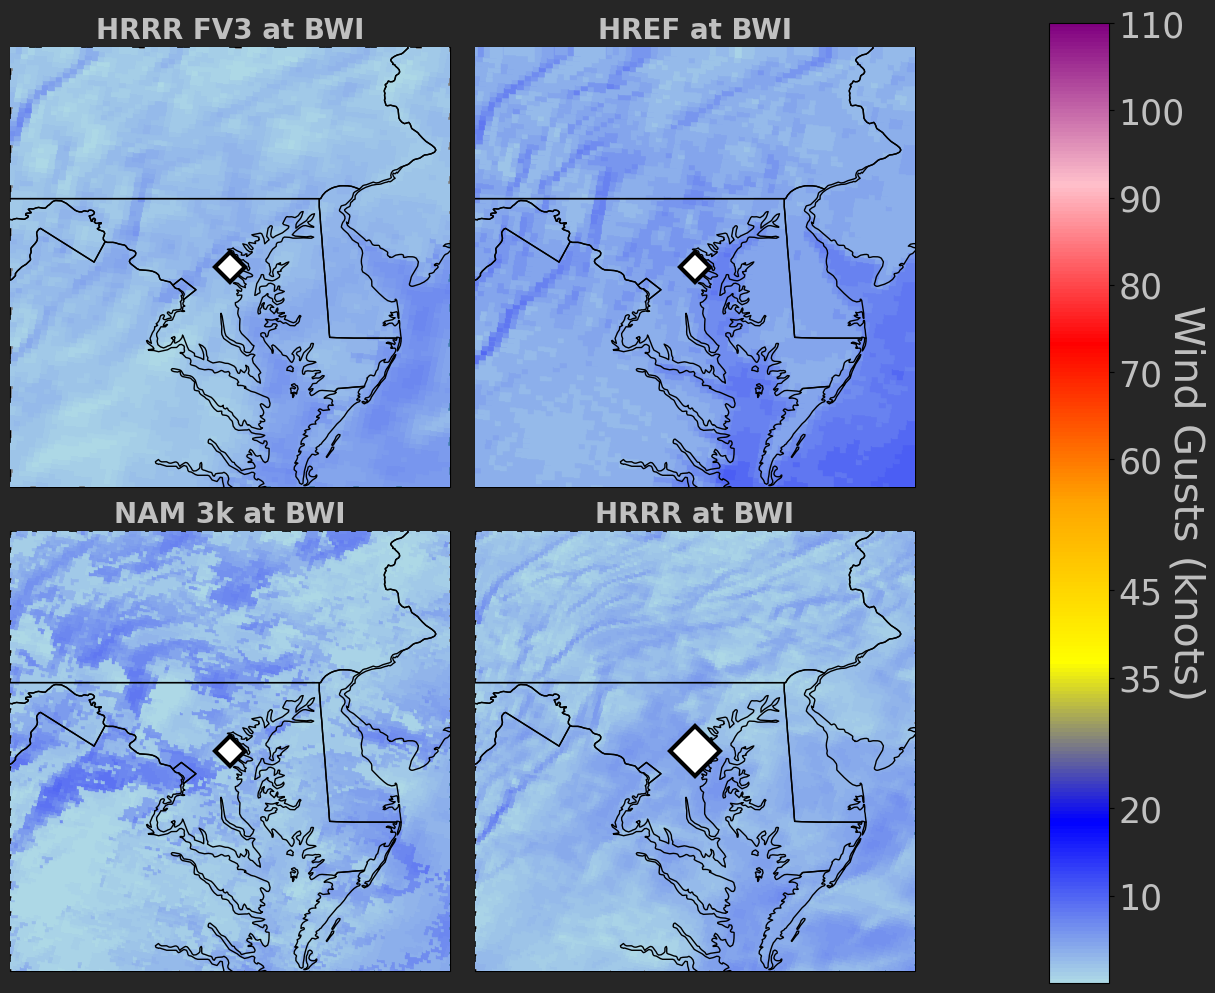 HRRR FV3 at BWI
HREF at BWI
NAM 3k at BWI
HRRR at BWI
110
100
90
80
70
60
45
35
20
10
Wind Gusts (knots)